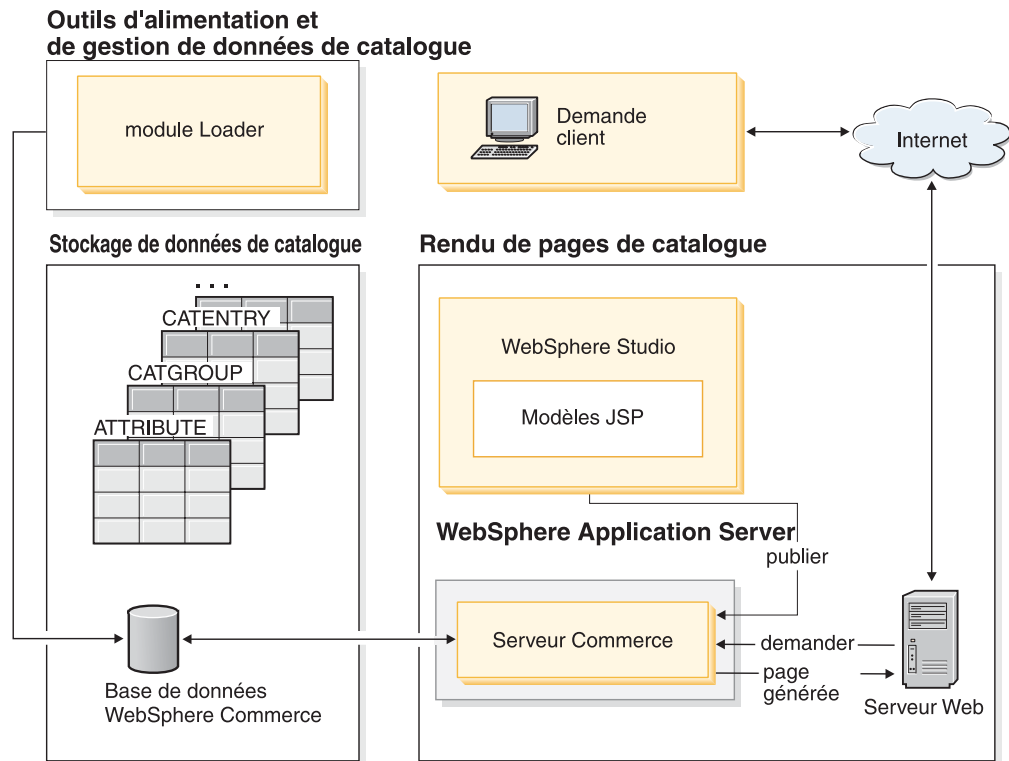 Outils d'alimentation et
de gestion de données de catalogue
module Loader
Demande
client
Internet
Stockage de données de catalogue
. . .
CATENTRY
CATGROUP
ATTRIBUTE
Base de données
WebSphere Commerce
Rendu de pages de catalogue
WebSphere Studio
Modèles JSP
WebSphere Application Server
publier
Serveur Commerce
demander
page
générée
Serveur Web